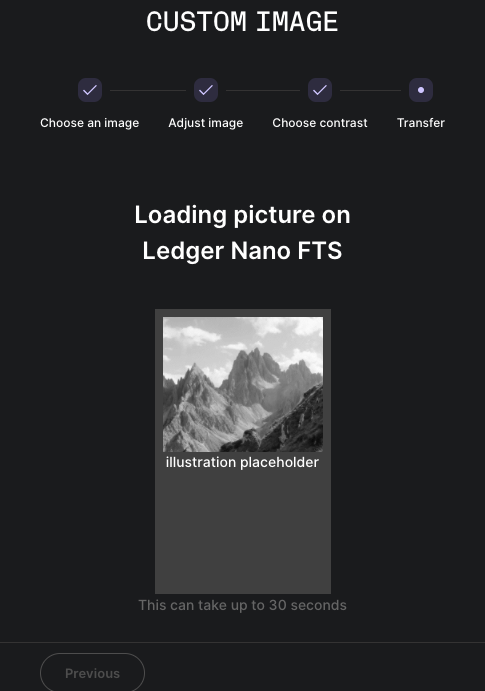 CUSTOM IMAGE
Choose an image
Adjust image
Choose contrast
Transfer
Loading picture on
Ledger Nano FTS
illustration placeholder
This can take up to 30 seconds
Previous